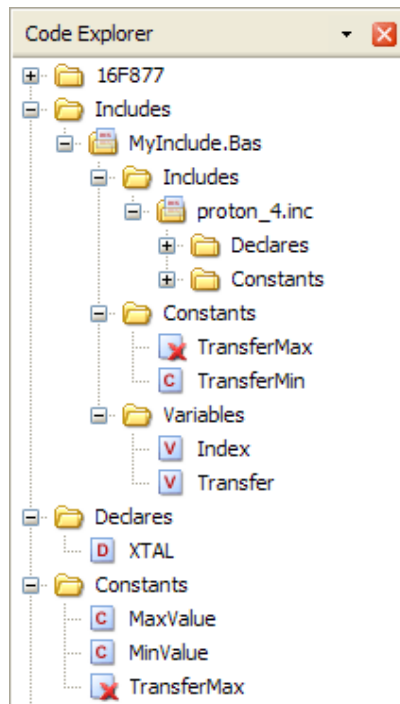 Code Explorer
16F877
Includes
MyInclude.Bas
Includes
proton_4.inc
Declares
Constants
Constants
TransferMax
C TransferMin
Variables
V Index
V Transfer
Declares
D XTAL
Constants
C MaxValue
C MinValue
TransferMax